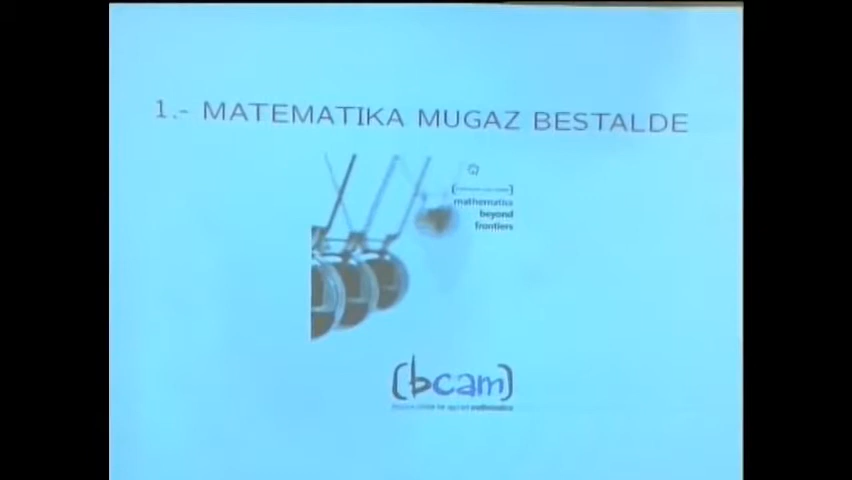 1.- MATEMATIKA MUGAZ BESTALDE
mathematics
beyond
frontiers
(bcam)